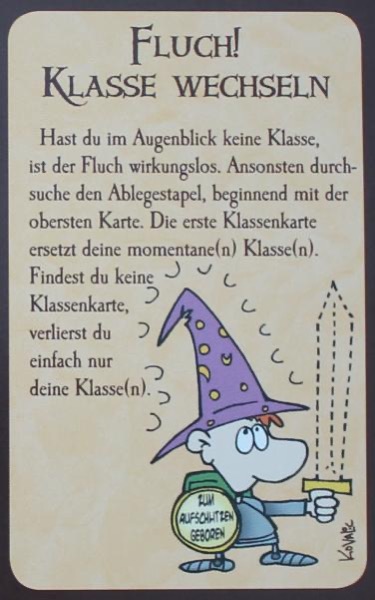 FLUCH!
KLASSE WECHSELN
Hast du im Augenblick keine Klasse,
ist der Fluch wirkungslos. Ansonsten durch-
suche den Ablegestapel, beginnend mit der
obersten Karte. Die erste Klassenkarte
ersetzt deine momentane(n) Klasse(n).
Findest du keine
Klassenkarte,
verlierst du
einfach nur
deine Klasse(n).
ZUM
AUFSCHLITZEN
GEBOREN
KOVALIC